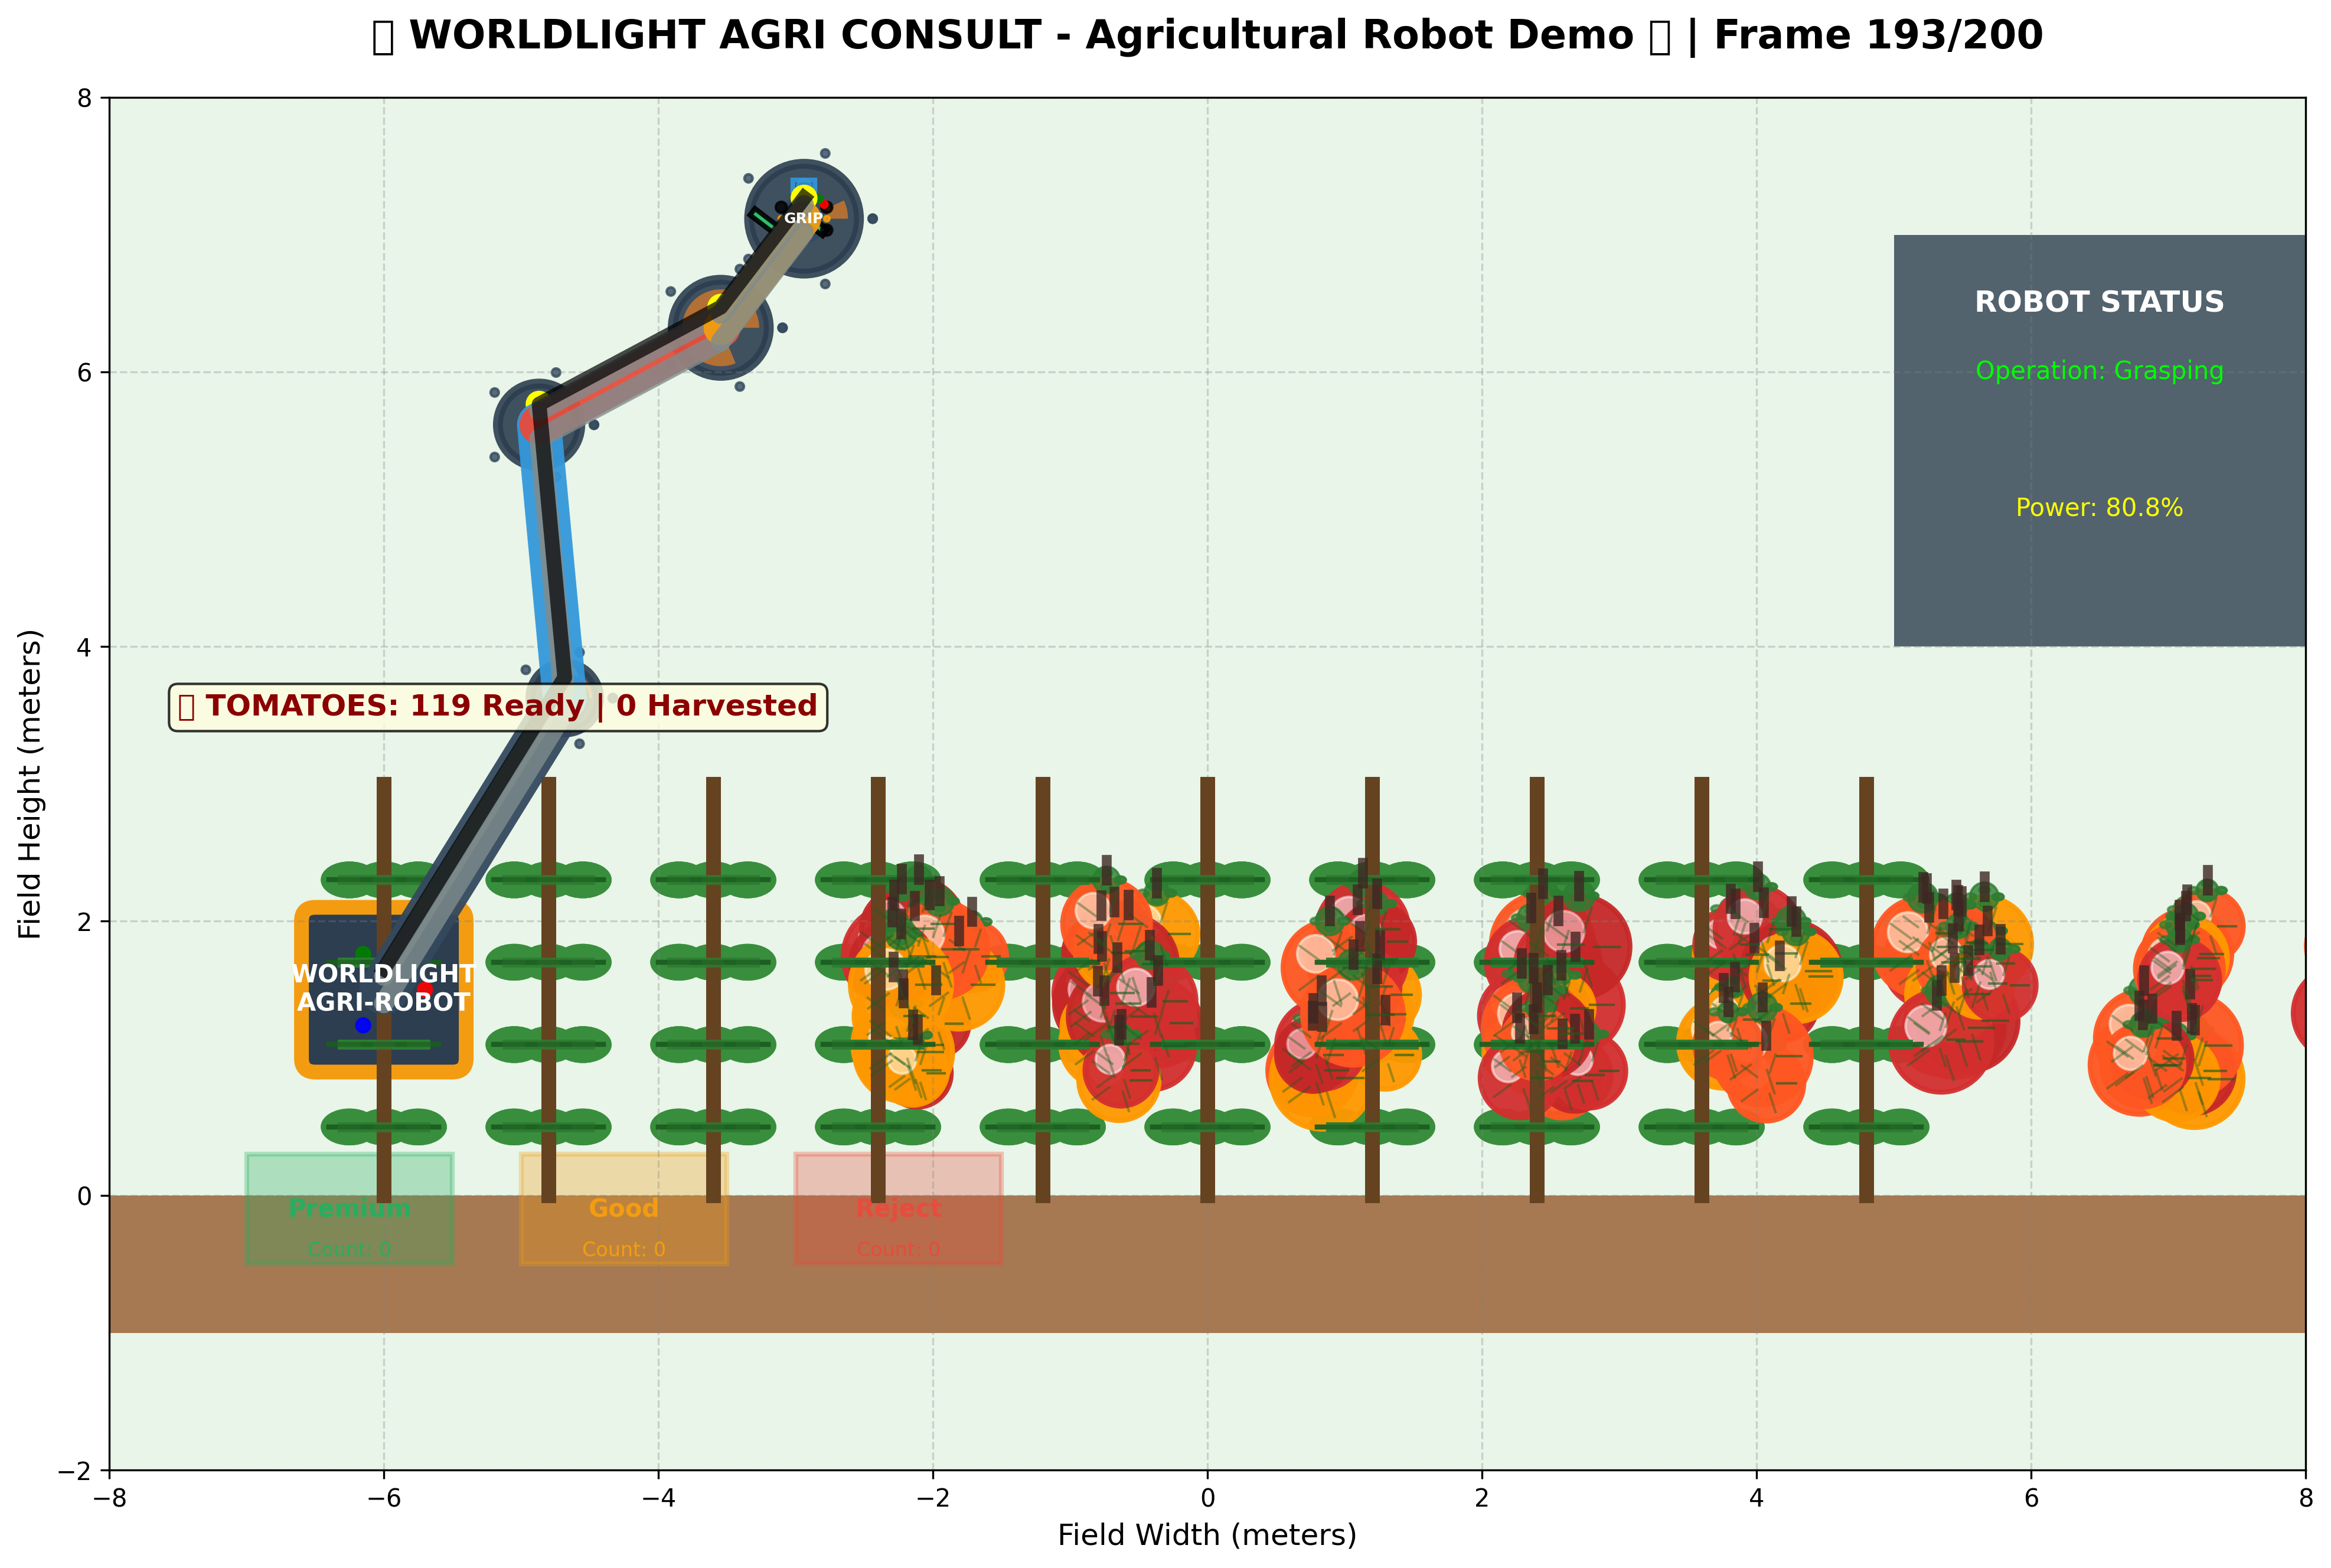 ▯ WORLDLIGHT AGRI CONSULT - Agricultural Robot Demo ▯ | Frame 193/200
8
6
4
2
0
−2
Field Height (meters)
GRIP
ROBOT STATUS
Operation: Grasping
Power: 80.8%
▯ TOMATOES: 119 Ready | 0 Harvested
WORLDLIGHT
AGRI-ROBOT
Premium
Count: 0
Good
Count: 0
Reject
Count: 0
−8 −6 −4 −2 0 2 4 6 8
Field Width (meters)